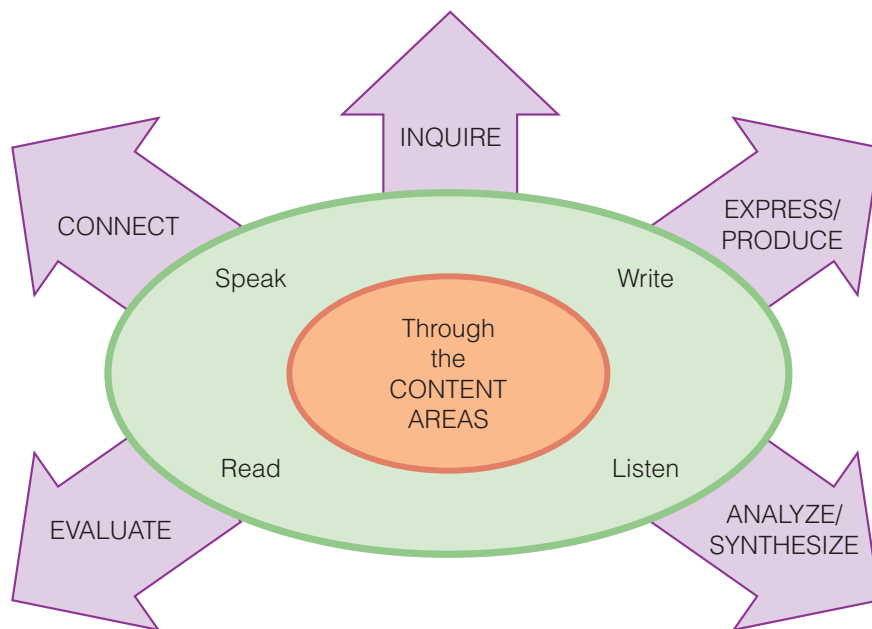 INQUIRE
CONNECT
EXPRESS/
PRODUCE
Speak
Write
Through
the
CONTENT
AREAS
Read
Listen
EVALUATE
ANALYZE/
SYNTHESIZE